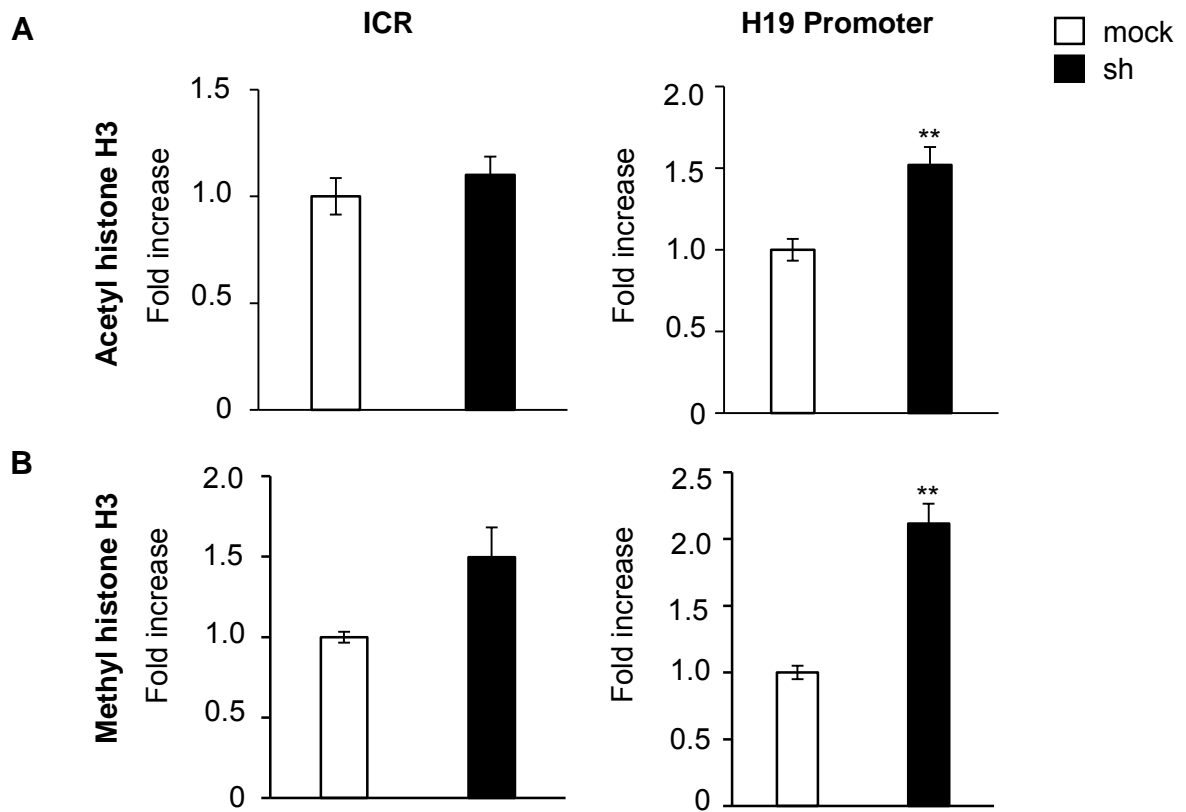 A
ICR
H19 Promoter
mock
sh
Acetyl histone H3
Fold increase
1.5
1.0
0.5
0
Fold increase
2.0
1.5
1.0
0.5
0
**
B
Methyl histone H3
Fold increase
2.0
1.5
1.0
0.5
0
Fold increase
2.5
2.0
1.5
1.0
0.5
0
**